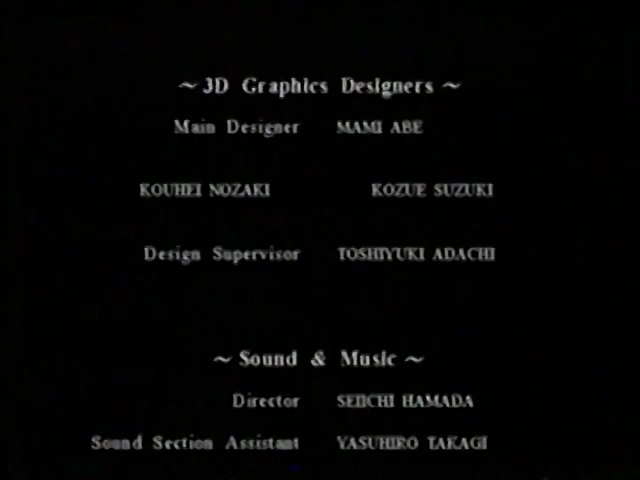 ～3D Graphics Designers～
Main Designer MAMI ABE
KOUHEI NOZAKI KOZUE SUZUKI
Design Supervisor TOSHIYUKI ADACHI
～Sound & Music～
Director SEIICHI HAMADA
Sound Section Assistant YASUHIRO TAKAGI